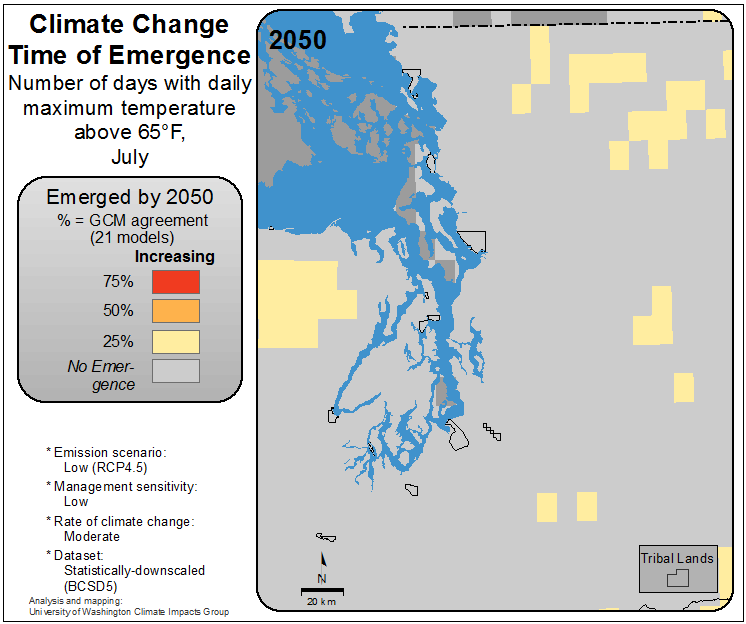 Climate Change
Time of Emergence
Number of days with daily
maximum temperature
above 65°F,
July
Emerged by 2050
% = GCM agreement
(21 models)
Increasing
75%
50%
25%
No Emer-
gence
* Emission scenario:
Low (RCP4.5)
* Management sensitivity:
Low
* Rate of climate change:
Moderate
* Dataset:
Statistically-downscaled
(BCSD5)
Analysis and mapping:
University of Washington Climate Impacts Group
2050
N
20 km
Tribal Lands